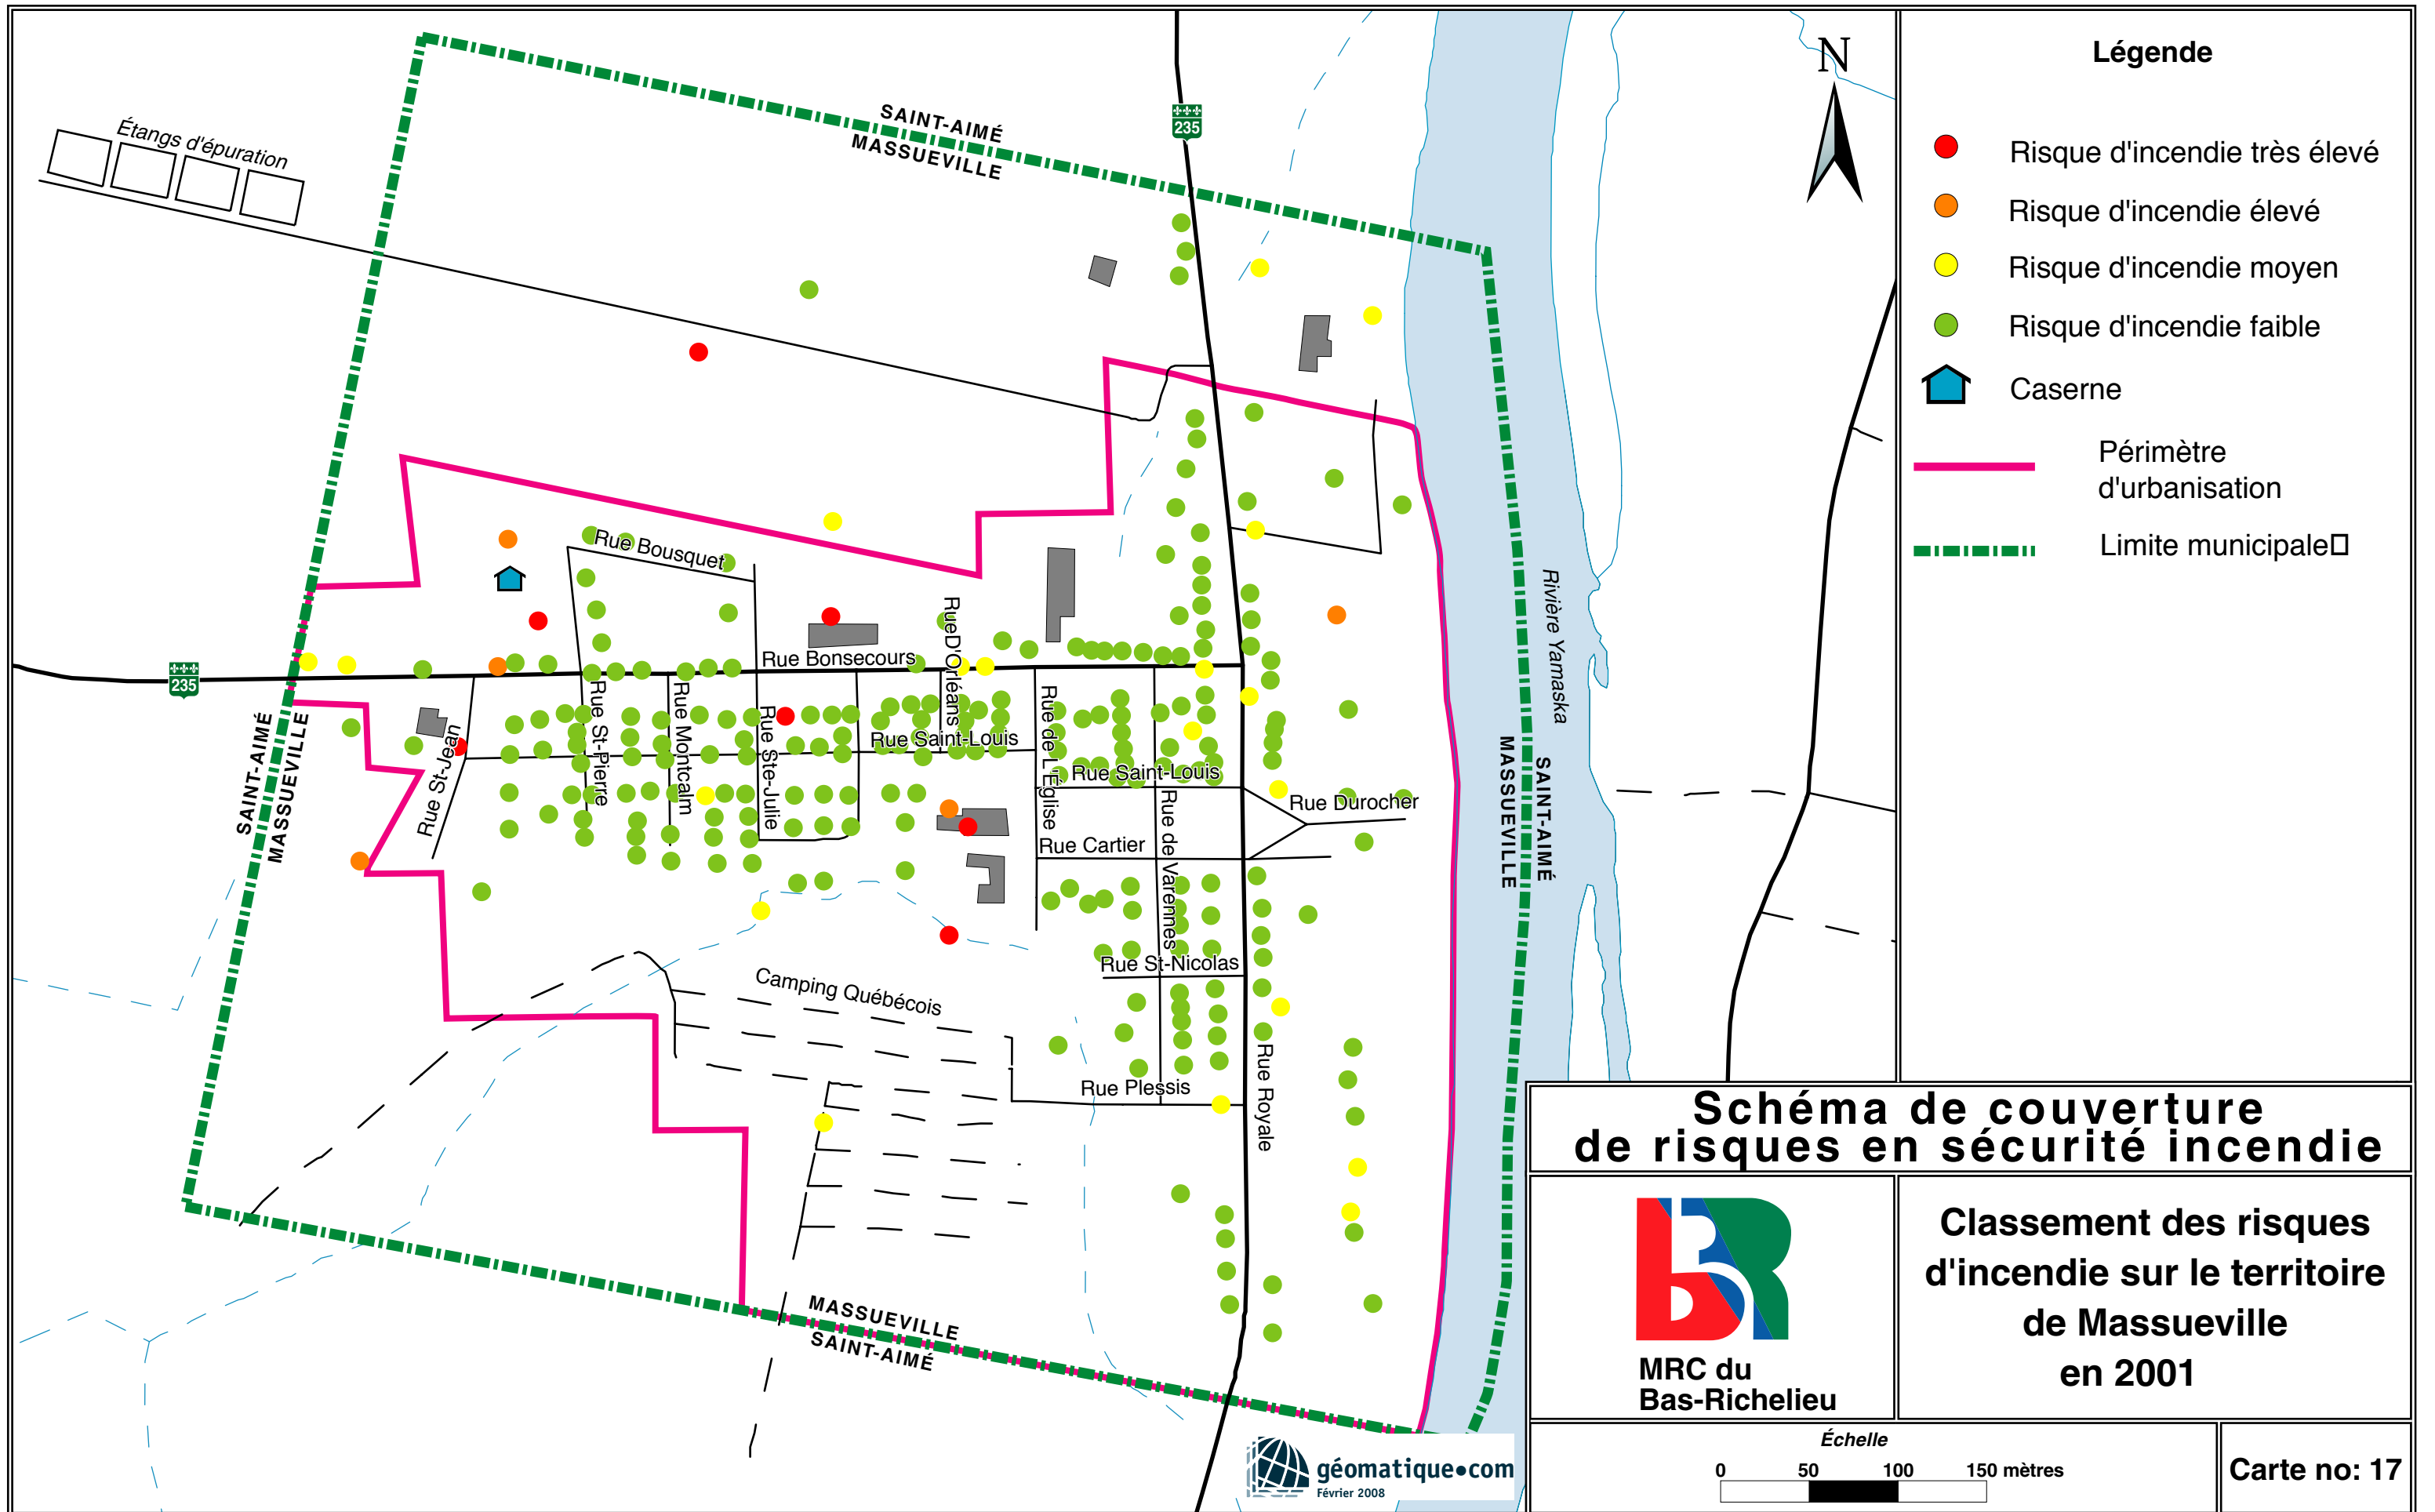 Étangs d'épuration
SAINT-AIMÉ
MASSUEVILLE
235
N
Légende
Risque d'incendie très élevé
Risque d'incendie élevé
Risque d'incendie moyen
Risque d'incendie faible
Caserne
Périmètre
d'urbanisation
Limite municipale
Rue Bousquet
Rue D'Orléans
Rue Bonsecours
235
Rivière Yamaska
Rue St-Jean
Rue St-Pierre
Rue Montcalm
Rue Ste-Julie
Rue Saint-Louis
Rue de L'Église
Rue Saint-Louis
Rue de Varennes
Rue Durocher
Rue Cartier
SAINT-AIMÉ
MASSUEVILLE
MASSUEVILLE
SAINT-AIMÉ
Rue St-Nicolas
Camping Québécois
Rue Plessis
Rue Royale
MASSUEVILLE
SAINT-AIMÉ
Schéma de couverture
de risques en sécurité incendie
MRC du
Bas-Richelieu
Classement des risques
d'incendie sur le territoire
de Massueville
en 2001
géomatique•com
Février 2008
Échelle
0 50 100 150 mètres
Carte no: 17